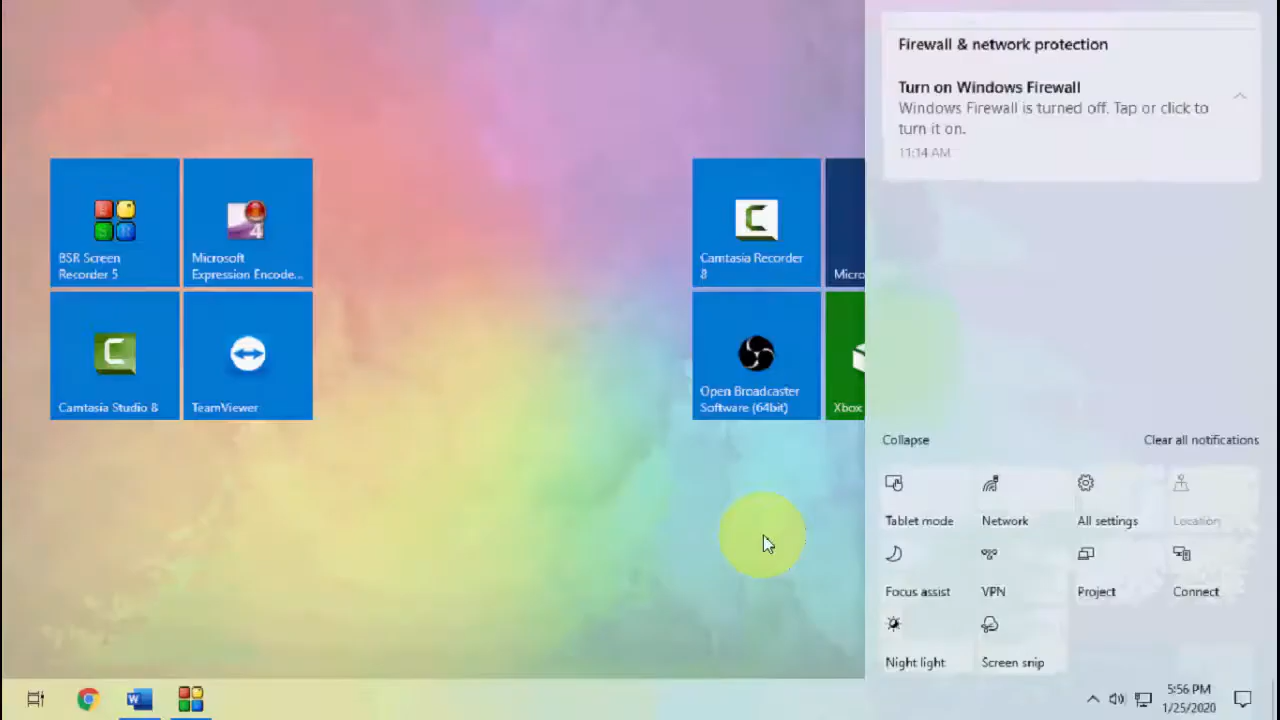 Firewall & network protection
Turn on Windows Firewall
Windows Firewall is turned off. Tap or click to
turn it on.
11:14 AM
BSR Screen
Recorder 5
Microsoft
Expression Encode...
Camtasia Recorder
8
Micro
Camtasia Studio 8
TeamViewer
Open Broadcaster
Software (64bit)
Xbox
Collapse
Clear all notifications
Tablet mode
Network
All settings
Location
Focus assist
VPN
Project
Connect
Night light
Screen snip
5:56 PM
1/25/2020